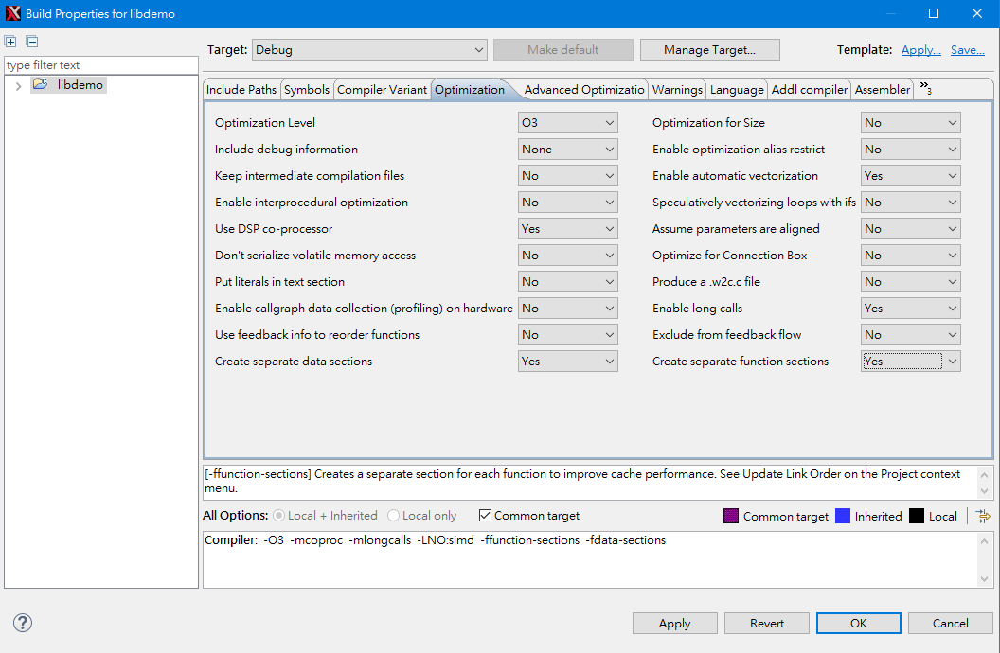 Build Properties for libdemo
Target: Debug Make default Manage Target... Template: Apply... Save...
type filter text
libdemo
Include Paths Symbols Compiler Variant Optimization Advanced Optimizatio Warnings Language Addl compiler Assembler »3
Optimization Level O3 Optimization for Size No
Include debug information None Enable optimization alias restrict No
Keep intermediate compilation files No Enable automatic vectorization Yes
Enable interprocedural optimization No Speculatively vectorizing loops with ifs No
Use DSP co-processor Yes Assume parameters are aligned No
Don't serialize volatile memory access No Optimize for Connection Box No
Put literals in text section No Produce a .w2c.c file No
Enable callgraph data collection (profiling) on hardware No Enable long calls Yes
Use feedback info to reorder functions No Exclude from feedback flow No
Create separate data sections Yes Create separate function sections Yes
[-ffunction-sections] Creates a separate section for each function to improve cache performance. See Update Link Order on the Project context
menu.
All Options: Local + Inherited Local only Common target Common target Inherited Local
Compiler: -O3 -mcoproc -mlongcalls -LNO:simd -ffunction-sections -fdata-sections
? Apply Revert OK Cancel